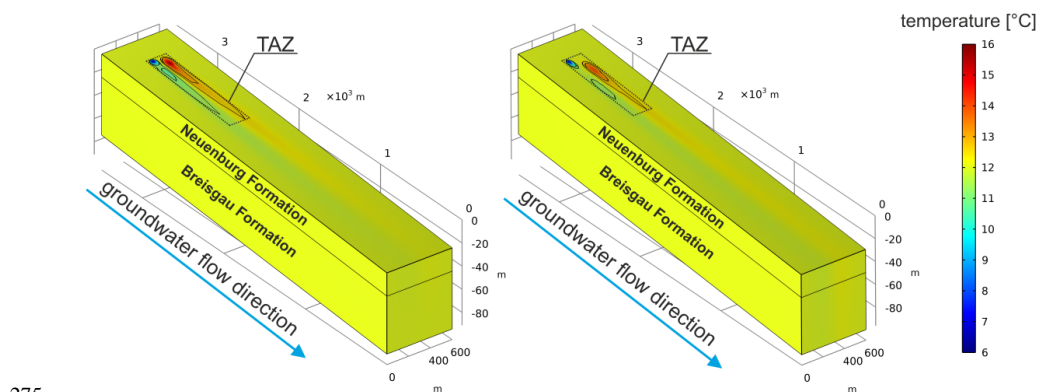 temperature [°C]
TAZ
3
2
×10³ m
1
0
0
-20
-40
m
-60
-80
Neuenburg Formation
Breisgau Formation
groundwater flow direction
600
400
0
m
TAZ
3
2
×10³ m
1
0
0
-20
-40
m
-60
-80
Neuenburg Formation
Breisgau Formation
groundwater flow direction
600
400
0
m
16
15
14
13
12
11
10
9
8
7
6